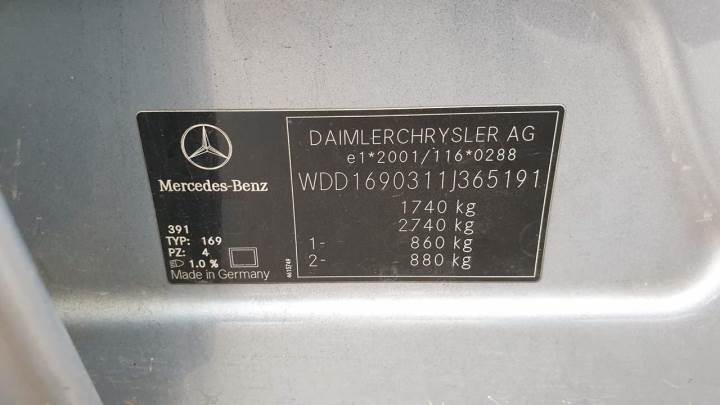 Mercedes-Benz
391
TYP: 169
PZ: 4
1.0 %
Made in Germany
DAIMLERCHRYSLER AG
e1*2001/116*0288
WDD1690311J365191
1740 kg
2740 kg
1- 860 kg
2- 880 kg